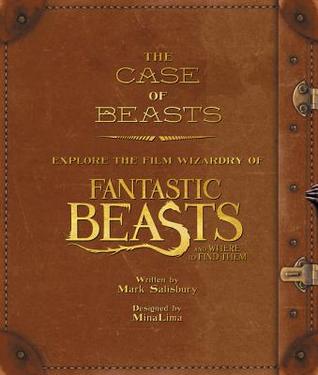 THE
CASE
OF
BEASTS
EXPLORE THE FILM WIZARDRY OF
FANTASTIC
BEASTS
AND WHERE
TO FIND THEM
Written by
Mark Salisbury
Designed by
MinaLima